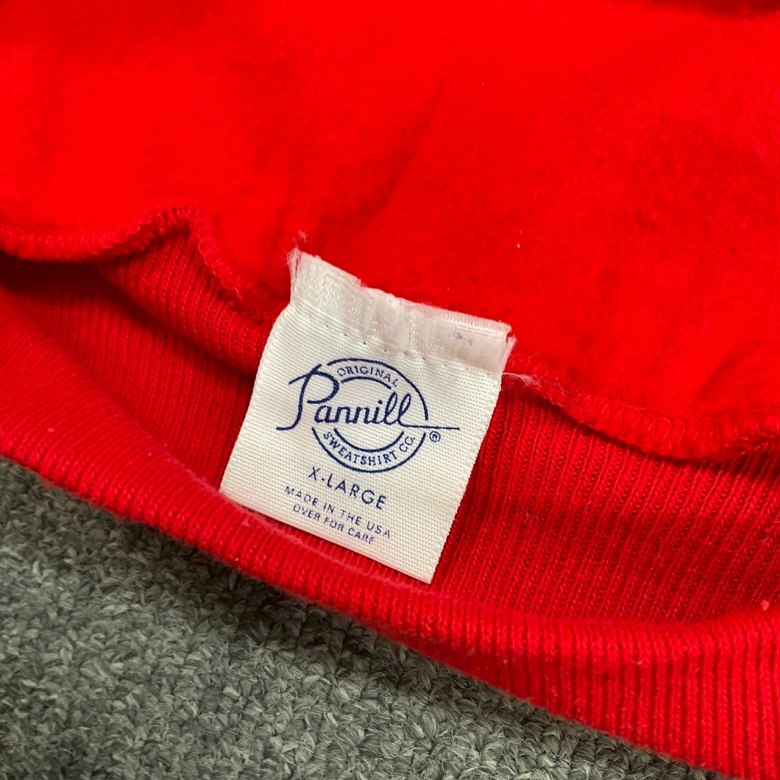 ORIGINAL
Pannill®
SWEATSHIRT CO.
X-LARGE
MADE IN THE USA
OVER FOR CARE